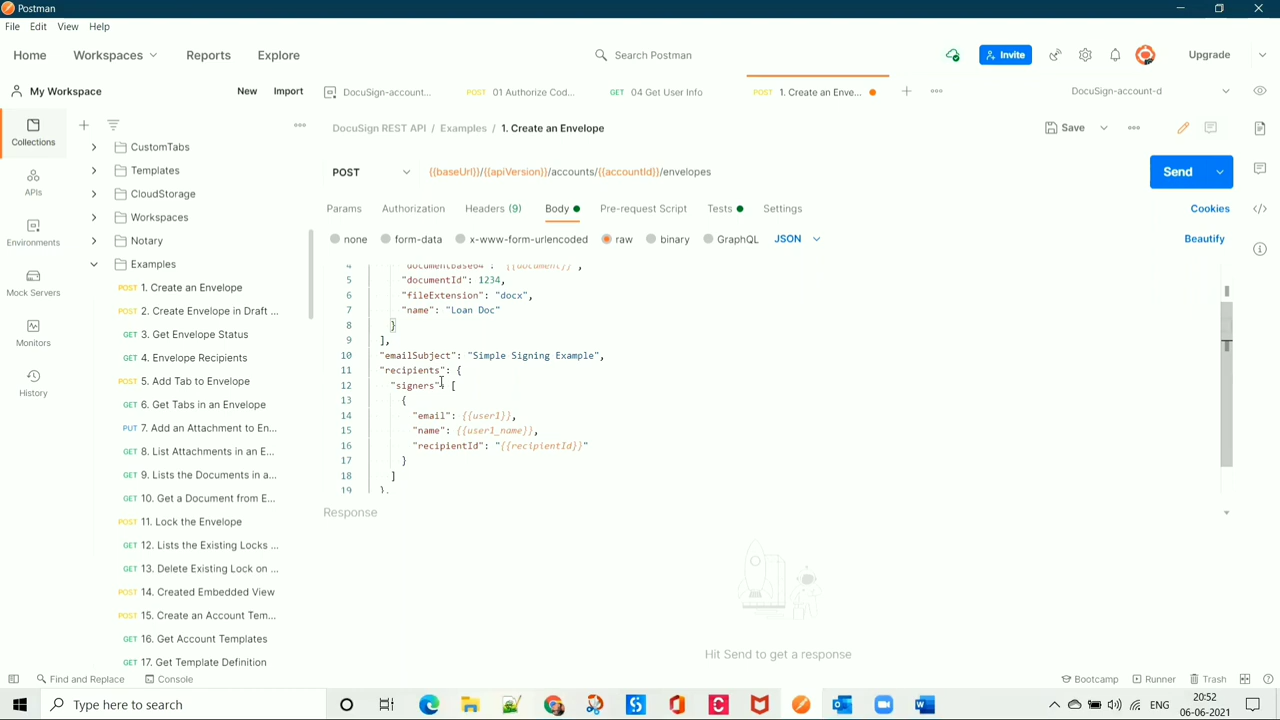 Postman
File Edit View Help
Home Workspaces Reports Explore Search Postman Invite Upgrade
My Workspace New Import DocuSign-account... POST 01 Authorize Cod... GET 04 Get User Info POST 1. Create an Enve... DocuSign-account-d
DocuSign REST API / Examples / 1. Create an Envelope Save
POST {{baseUrl}}/{{apiVersion}}/accounts/{{accountId}}/envelopes Send
Params Authorization Headers (9) Body Pre-request Script Tests Settings Cookies
none form-data x-www-form-urlencoded raw binary GraphQL JSON Beautify
Collections
APIs
Environments
Mock Servers
Monitors
History
CustomTabs
Templates
CloudStorage
Workspaces
Notary
Examples
POST 1. Create an Envelope
POST 2. Create Envelope in Draft ...
GET 3. Get Envelope Status
GET 4. Envelope Recipients
POST 5. Add Tab to Envelope
GET 6. Get Tabs in an Envelope
PUT 7. Add an Attachment to En...
GET 8. List Attachments in an E...
GET 9. Lists the Documents in a...
GET 10. Get a Document from E...
POST 11. Lock the Envelope
GET 12. Lists the Existing Locks ...
GET 13. Delete Existing Lock on ...
POST 14. Created Embedded View
POST 15. Create an Account Tem...
GET 16. Get Account Templates
GET 17. Get Template Definition
4 "documentBase64": "{{document}}",
5 "documentId": 1234,
6 "fileExtension": "docx",
7 "name": "Loan Doc"
8 }
9 ],
10 "emailSubject": "Simple Signing Example",
11 "recipients": {
12 "signers": [
13 {
14 "email": {{user1}},
15 "name": {{user1_name}},
16 "recipientId": "{{recipientId}}"
17 }
18 ]
19 },
Response
Hit Send to get a response
Find and Replace Console Bootcamp Runner Trash
Type here to search ENG 20:52
06-06-2021